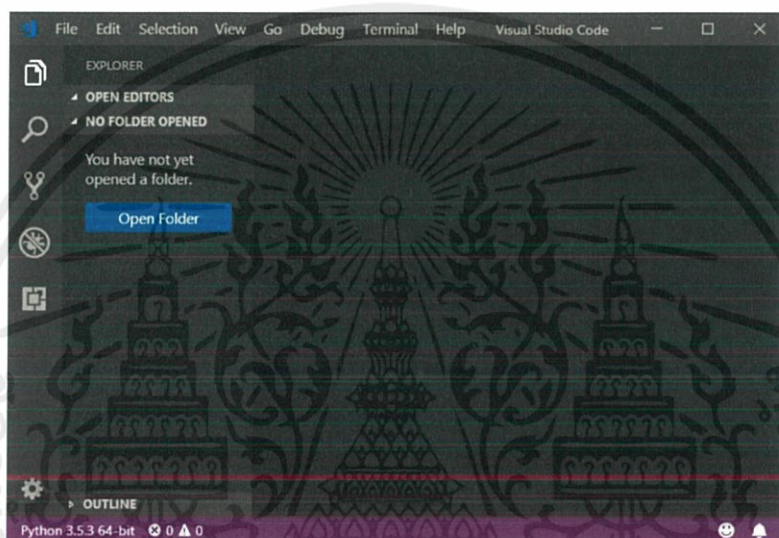 File Edit Selection View Go Debug Terminal Help Visual Studio Code
EXPLORER
OPEN EDITORS
NO FOLDER OPENED
You have not yet
opened a folder.
Open Folder
OUTLINE
Python 3.5.3 64-bit 0 0